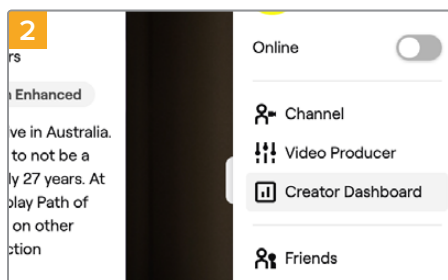 2
rs
Enhanced
ve in Australia.
to not be a
ly 27 years. At
play Path of
on other
ction
Online
Channel
Video Producer
Creator Dashboard
Friends